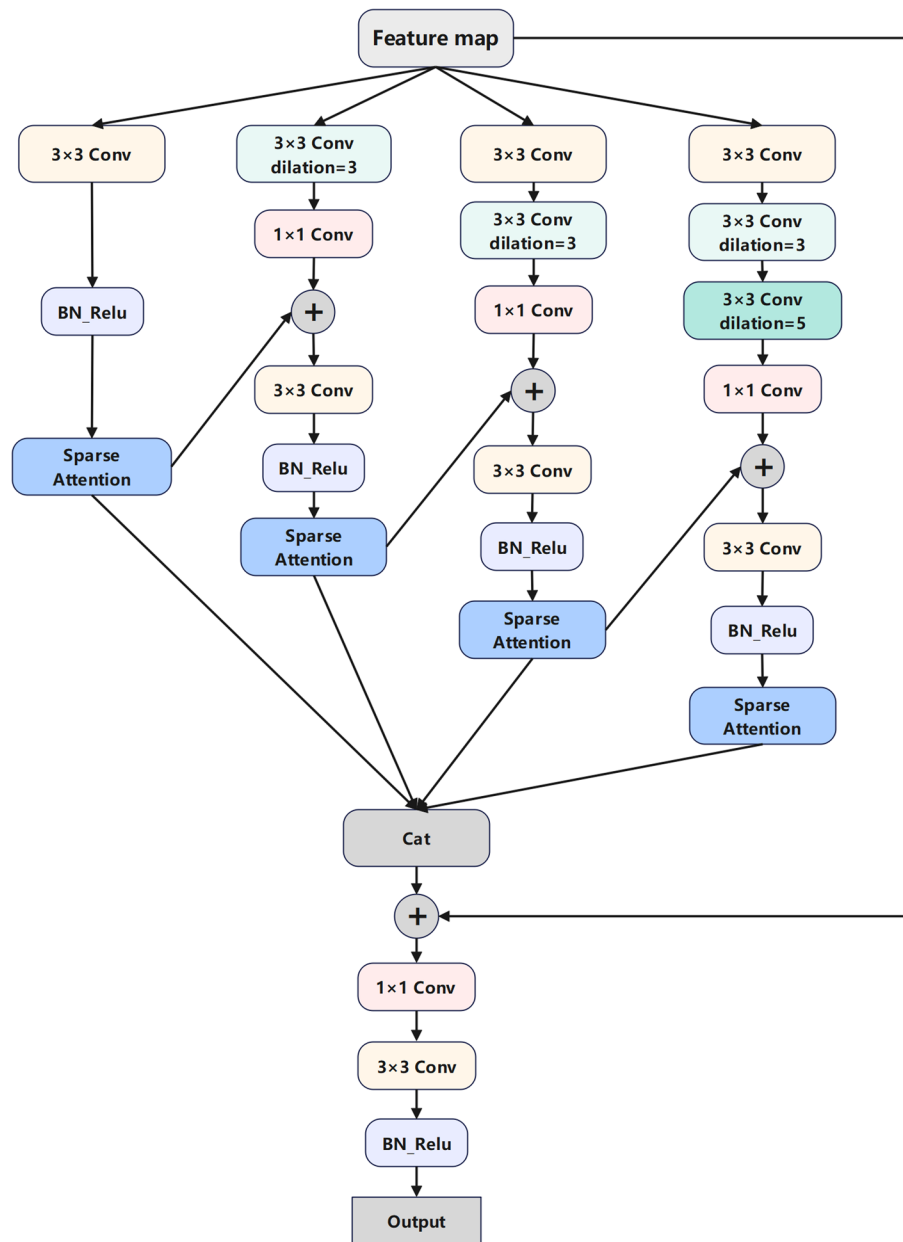 Feature map
3×3 Conv
3×3 Conv
dilation=3
3×3 Conv
3×3 Conv
1×1 Conv
3×3 Conv
dilation=3
3×3 Conv
dilation=3
BN_Relu
+
1×1 Conv
3×3 Conv
dilation=5
3×3 Conv
+
1×1 Conv
Sparse
Attention
BN_Relu
3×3 Conv
+
Sparse
Attention
BN_Relu
3×3 Conv
Sparse
Attention
BN_Relu
Sparse
Attention
Cat
+
1×1 Conv
3×3 Conv
BN_Relu
Output